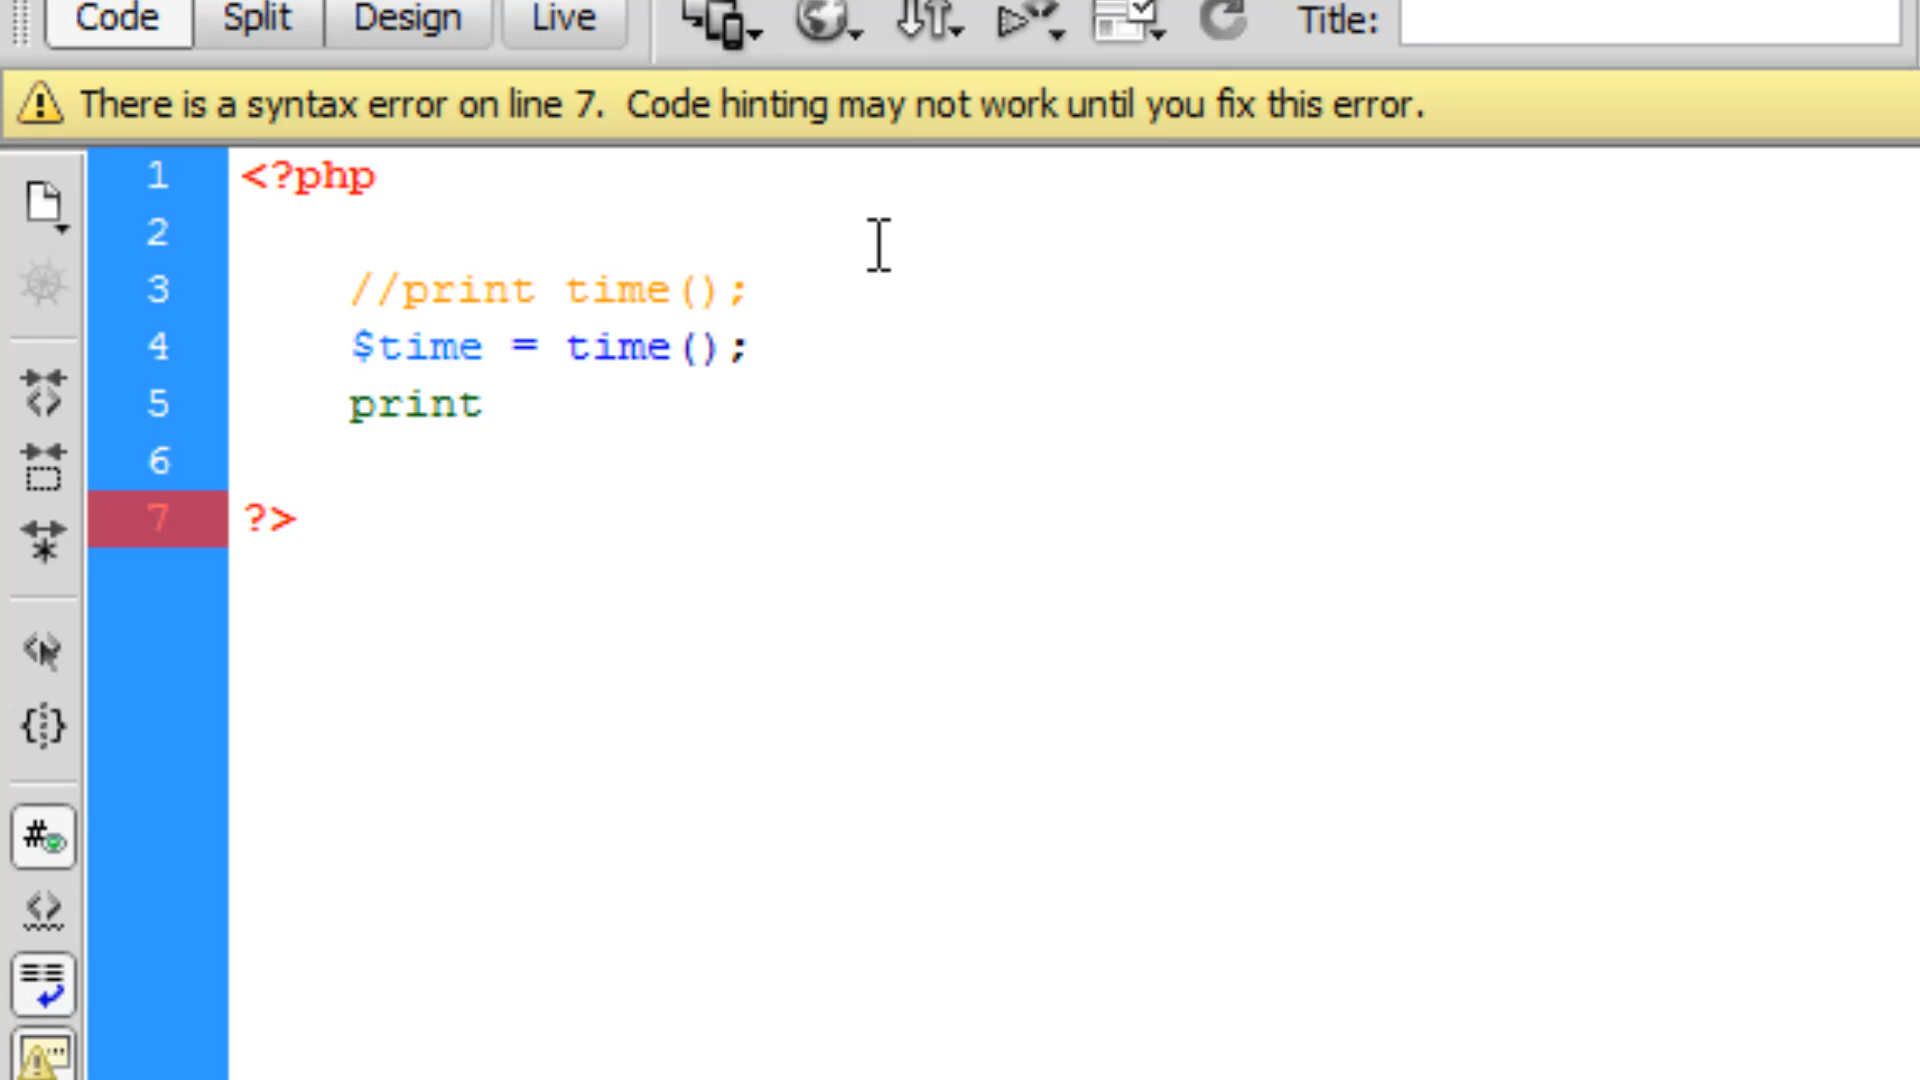 Code Split Design Live Title:
There is a syntax error on line 7. Code hinting may not work until you fix this error.
1 <?php
2
3 //print time();
4 $time = time();
5 print
6
7 ?>